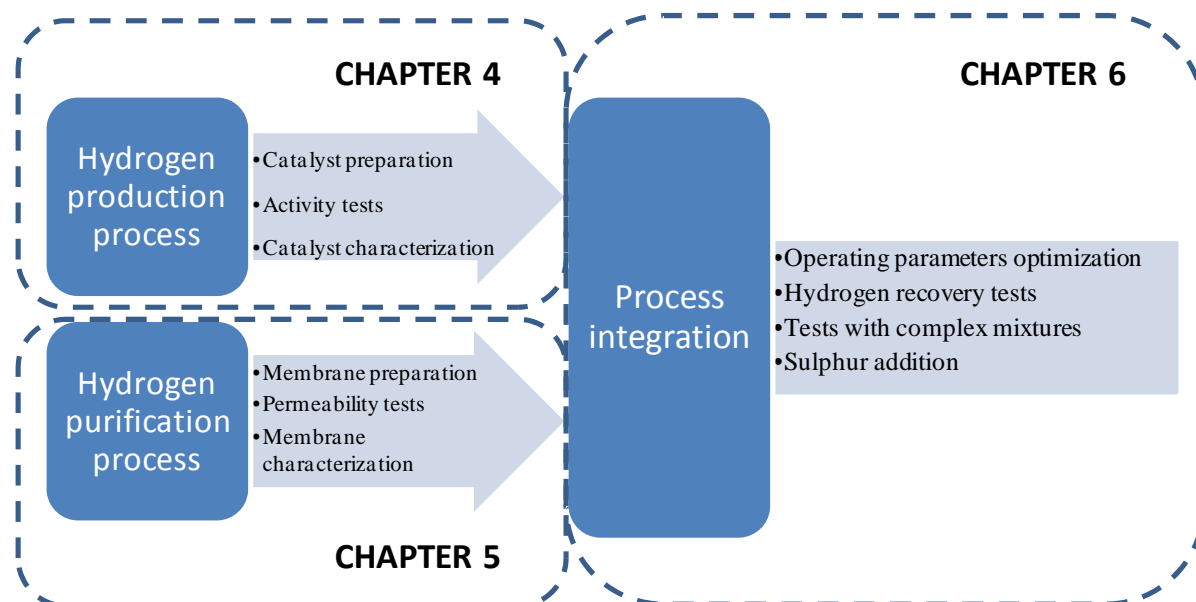 CHAPTER 4
Hydrogen
production
process
•Catalyst preparation
•Activity tests
•Catalyst characterization
Hydrogen
purification
process
•Membrane preparation
•Permeability tests
•Membrane
characterization
CHAPTER 5
CHAPTER 6
Process
integration
•Operating parameters optimization
•Hydrogen recovery tests
•Tests with complex mixtures
•Sulphur addition